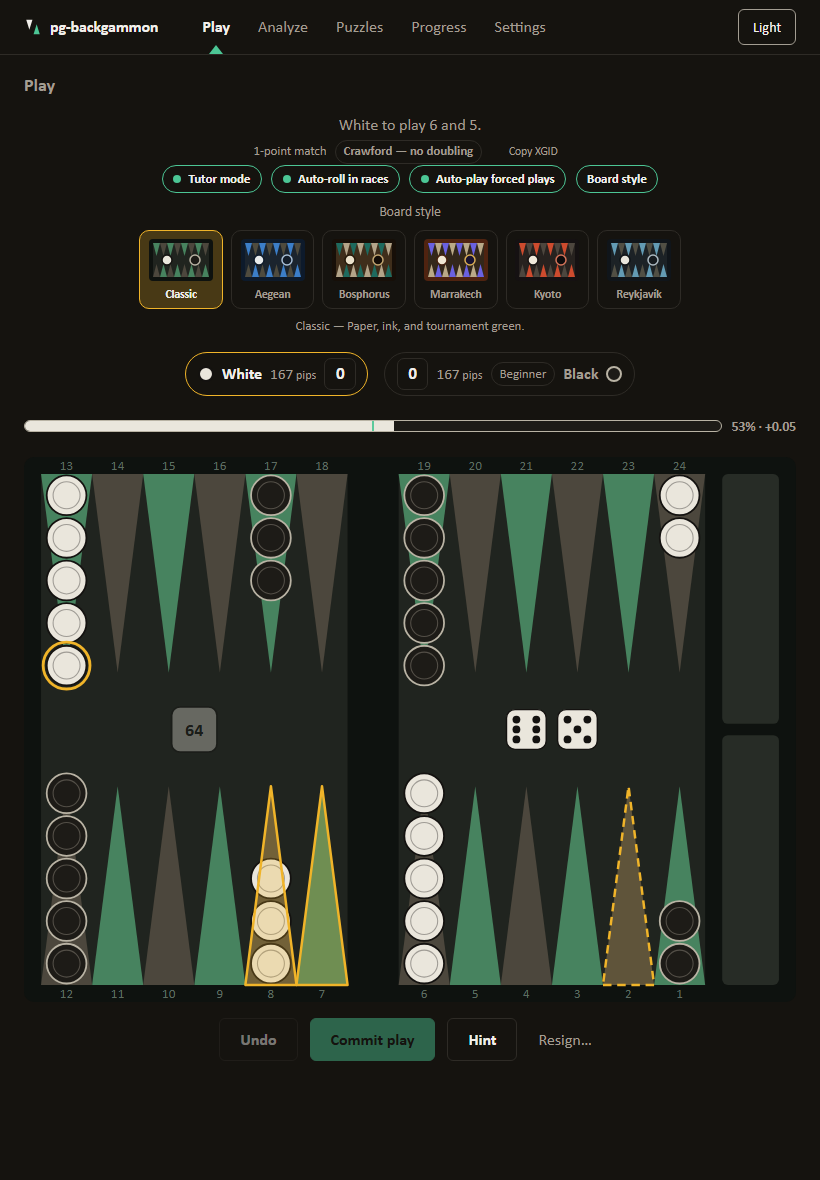 pg-backgammon Play Analyze Puzzles Progress Settings Light
Play
White to play 6 and 5.
1-point match Crawford — no doubling Copy XGID
Tutor mode Auto-roll in races Auto-play forced plays Board style
Board style
Classic Aegean Bosphorus Marrakech Kyoto Reykjavík
Classic — Paper, ink, and tournament green.
White 167 pips 0 0 167 pips Beginner Black
53% · +0.05
13 14 15 16 17 18 19 20 21 22 23 24
64
12 11 10 9 8 7 6 5 4 3 2 1
Undo Commit play Hint Resign...